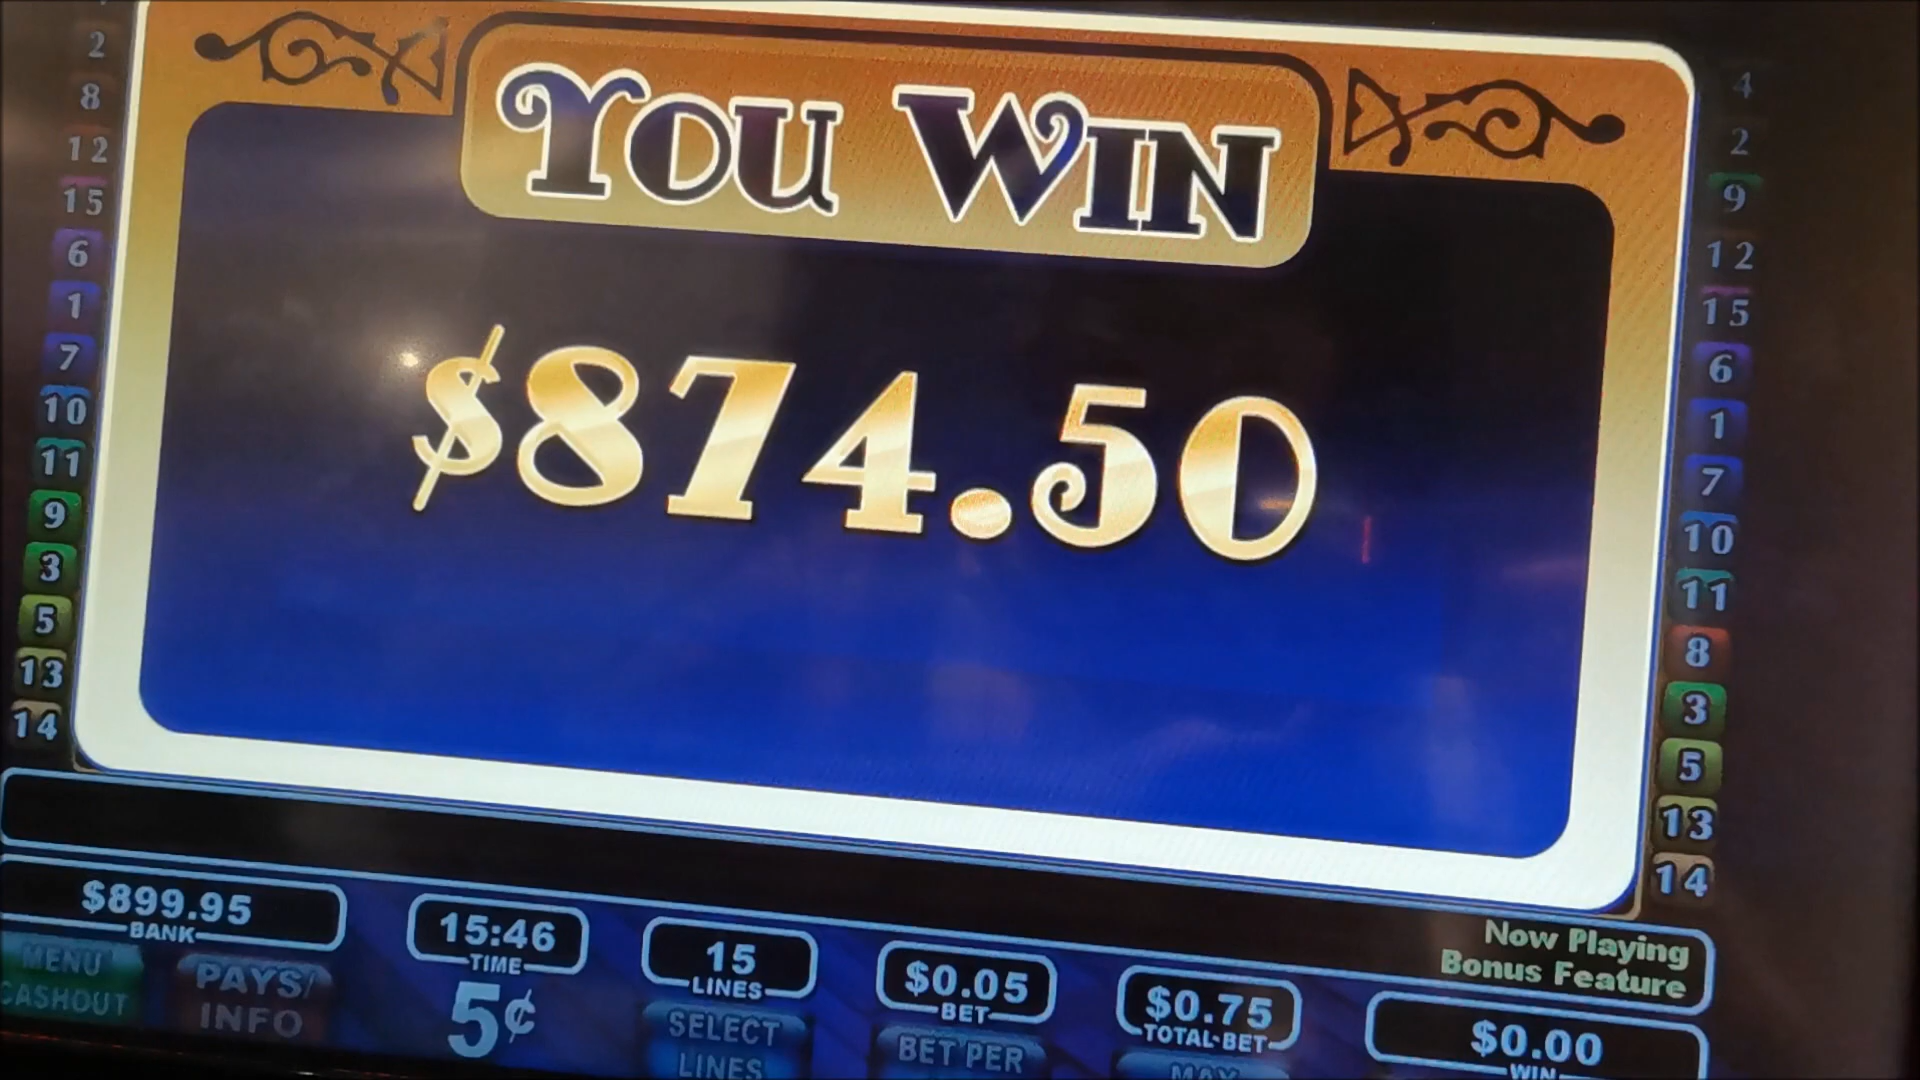 YOU WIN
$874.50
2
8
12
15
6
1
7
10
11
9
3
5
13
14
4
2
9
12
15
6
1
7
10
11
8
3
5
13
14
Now Playing
Bonus Feature
$899.95
BANK
15:46
TIME
15
LINES
$0.05
BET
$0.75
TOTAL-BET
$0.00
WIN
MENU
CASHOUT
PAYS/
INFO
5¢
SELECT
LINES
BET PER
MAX